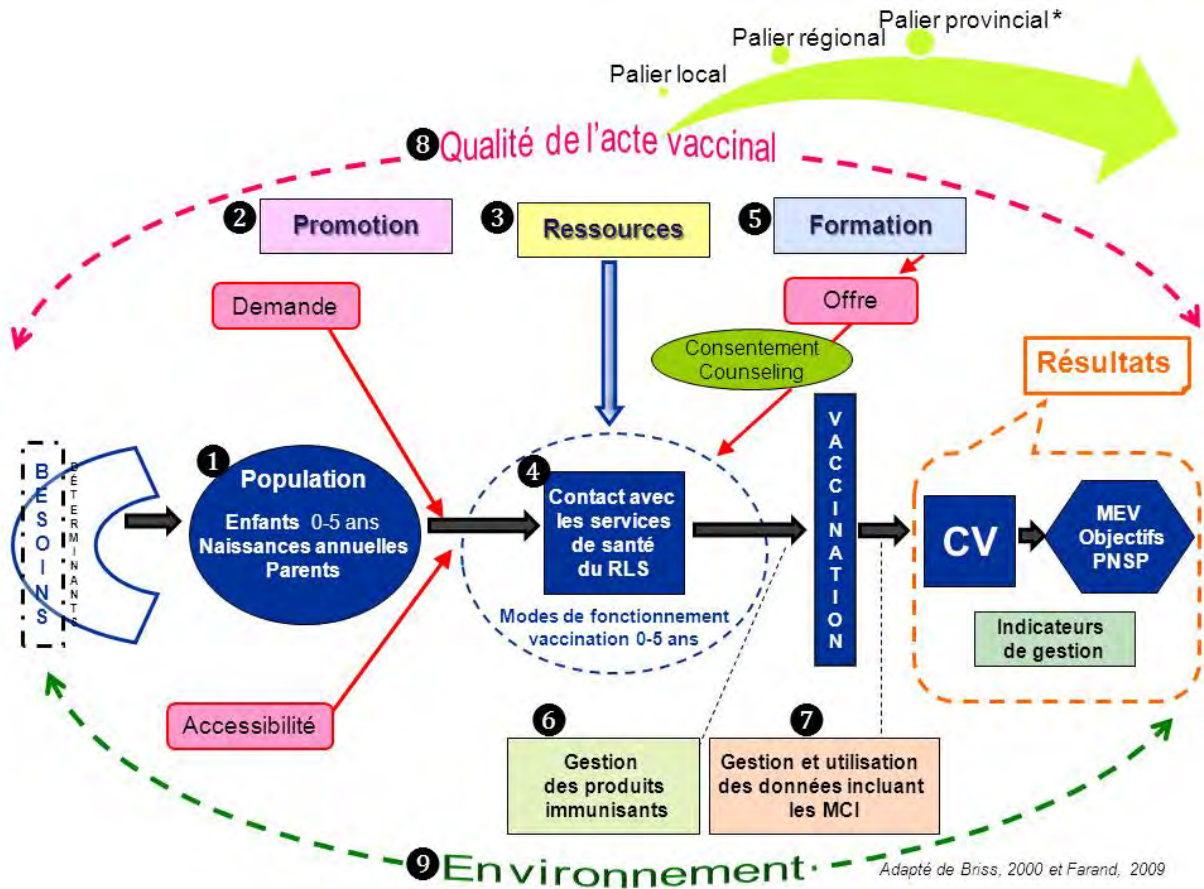 Palier provincial *
Palier régional
Palier local
8 Qualité de l'acte vaccinal
2 Promotion
3 Ressources
5 Formation
Demande
Offre
Consentement
Counseling
Résultats
BESOINS
DÉTERMINANTS
1 Population
Enfants 0-5 ans
Naissances annuelles
Parents
4 Contact avec
les services
de santé
du RLS
Modes de fonctionnement
vaccination 0-5 ans
VACCINATION
CV
MEV
Objectifs
PNSP
Indicateurs
de gestion
Accessibilité
6 Gestion
des produits
immunisants
7 Gestion et utilisation
des données incluant
les MCI
9 Environnement
Adapté de Briss, 2000 et Farand, 2009